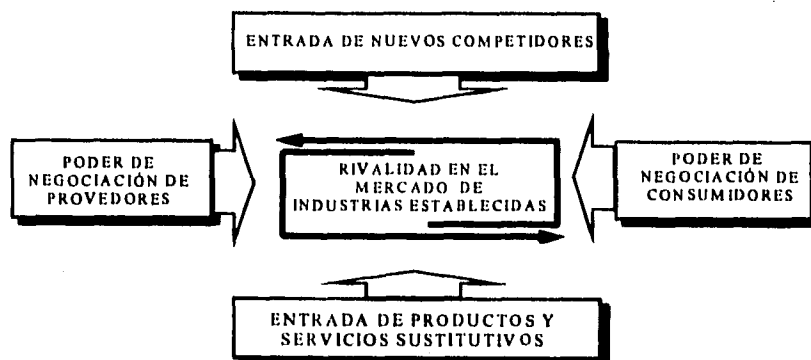 ENTRADA DE NUEVOS COMPETIDORES
PODER DE
NEGOCIACIÓN DE
PROVEDORES
RIVALIDAD EN EL
MERCADO DE
INDUSTRIAS ESTABLECIDAS
PODER DE
NEGOCIACIÓN DE
CONSUMIDORES
ENTRADA DE PRODUCTOS Y
SERVICIOS SUSTITUTIVOS